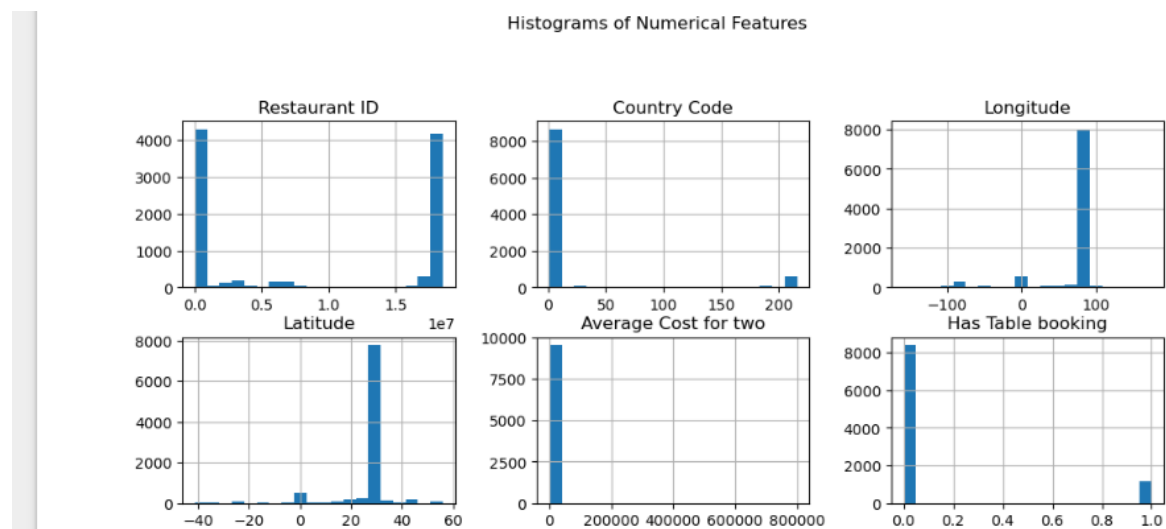 Histograms of Numerical Features
Restaurant ID Country Code Longitude
4000 8000 8000
3000 6000 6000
2000 4000 4000
1000 2000 2000
0 0 0
0.0 0.5 1.0 1.5 0 50 100 150 200 −100 0 100
Latitude 1e7 Average Cost for two Has Table booking
8000 10000 8000
6000 7500 6000
4000 5000 4000
2000 2500 2000
0 0 0
−40 −20 0 20 40 60 0 200000 400000 600000 800000 0.0 0.2 0.4 0.6 0.8 1.0